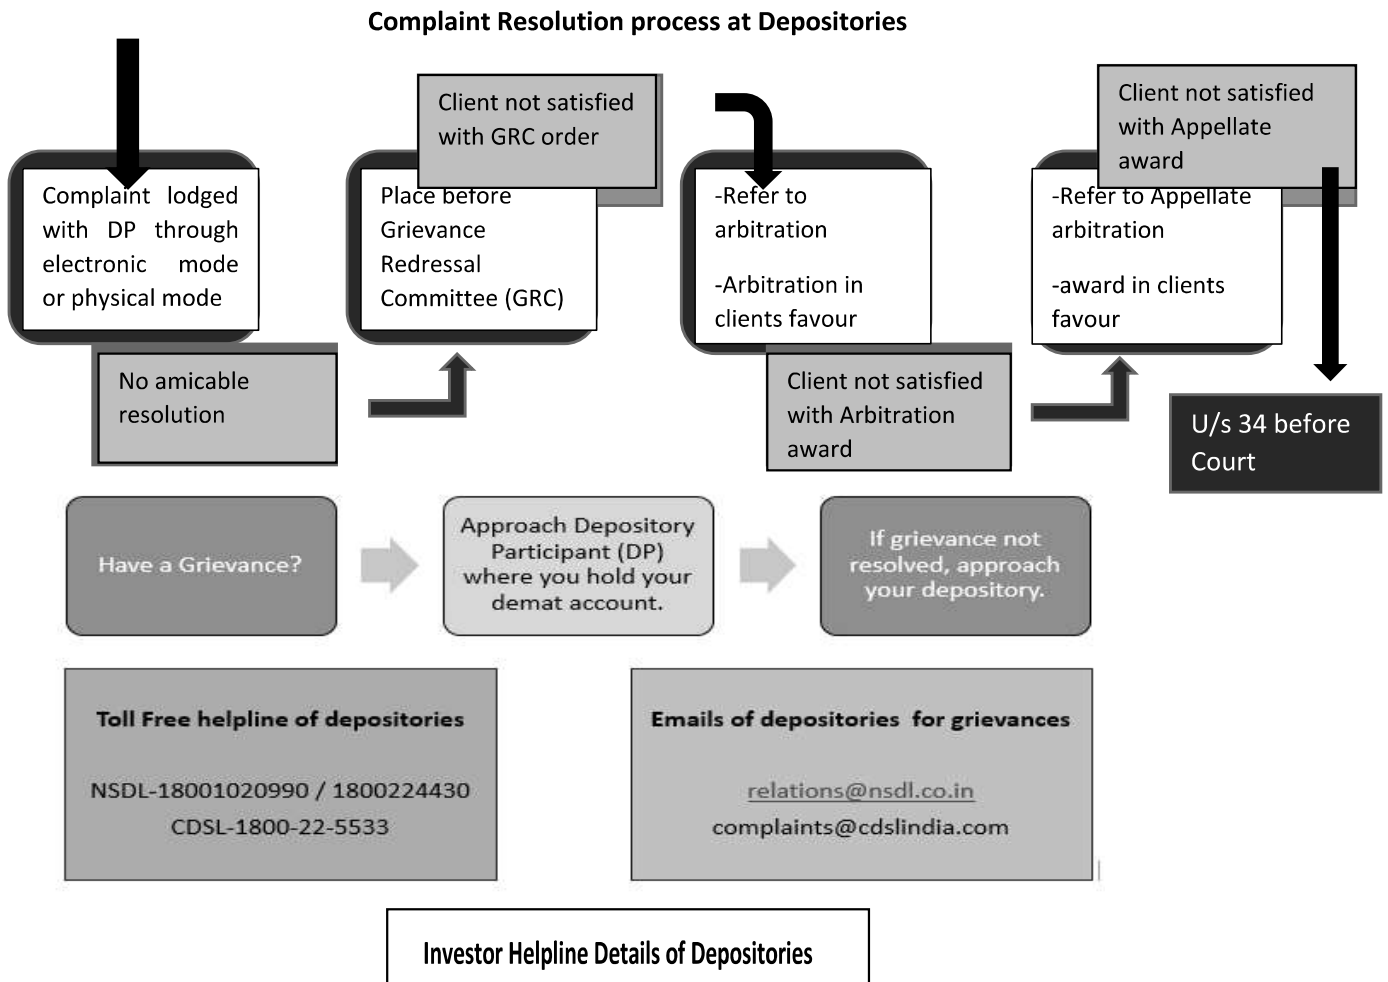 Complaint Resolution process at Depositories
Complaint lodged
with DP through
electronic mode
or physical mode
No amicable
resolution
Place before
Grievance
Redressal
Committee (GRC)
Client not satisfied
with GRC order
-Refer to
arbitration
-Arbitration in
clients favour
Client not satisfied
with Arbitration
award
-Refer to Appellate
arbitration
-award in clients
favour
Client not satisfied
with Appellate
award
U/s 34 before
Court
Have a Grievance?
Approach Depository
Participant (DP)
where you hold your
demat account.
If grievance not
resolved, approach
your depository.
Toll Free helpline of depositories
NSDL-18001020990 / 1800224430
CDSL-1800-22-5533
Emails of depositories for grievances
relations@nsdl.co.in
complaints@cdslindia.com
Investor Helpline Details of Depositories